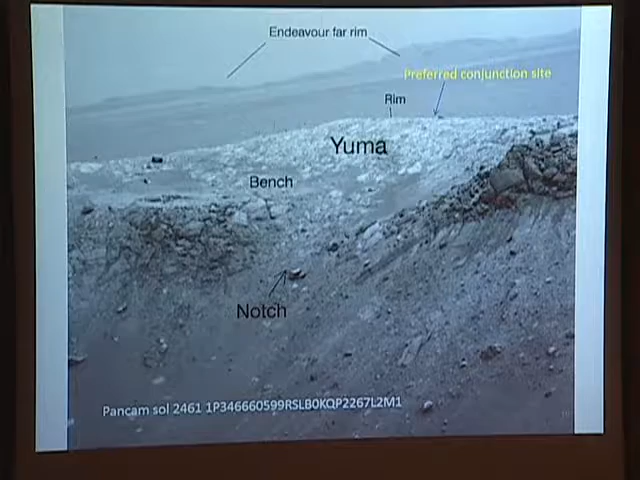 Endeavour far rim
Preferred conjunction site
Rim
Yuma
Bench
Notch
Pancam sol 2461 1P346660599RSLB0KQP2267L2M1